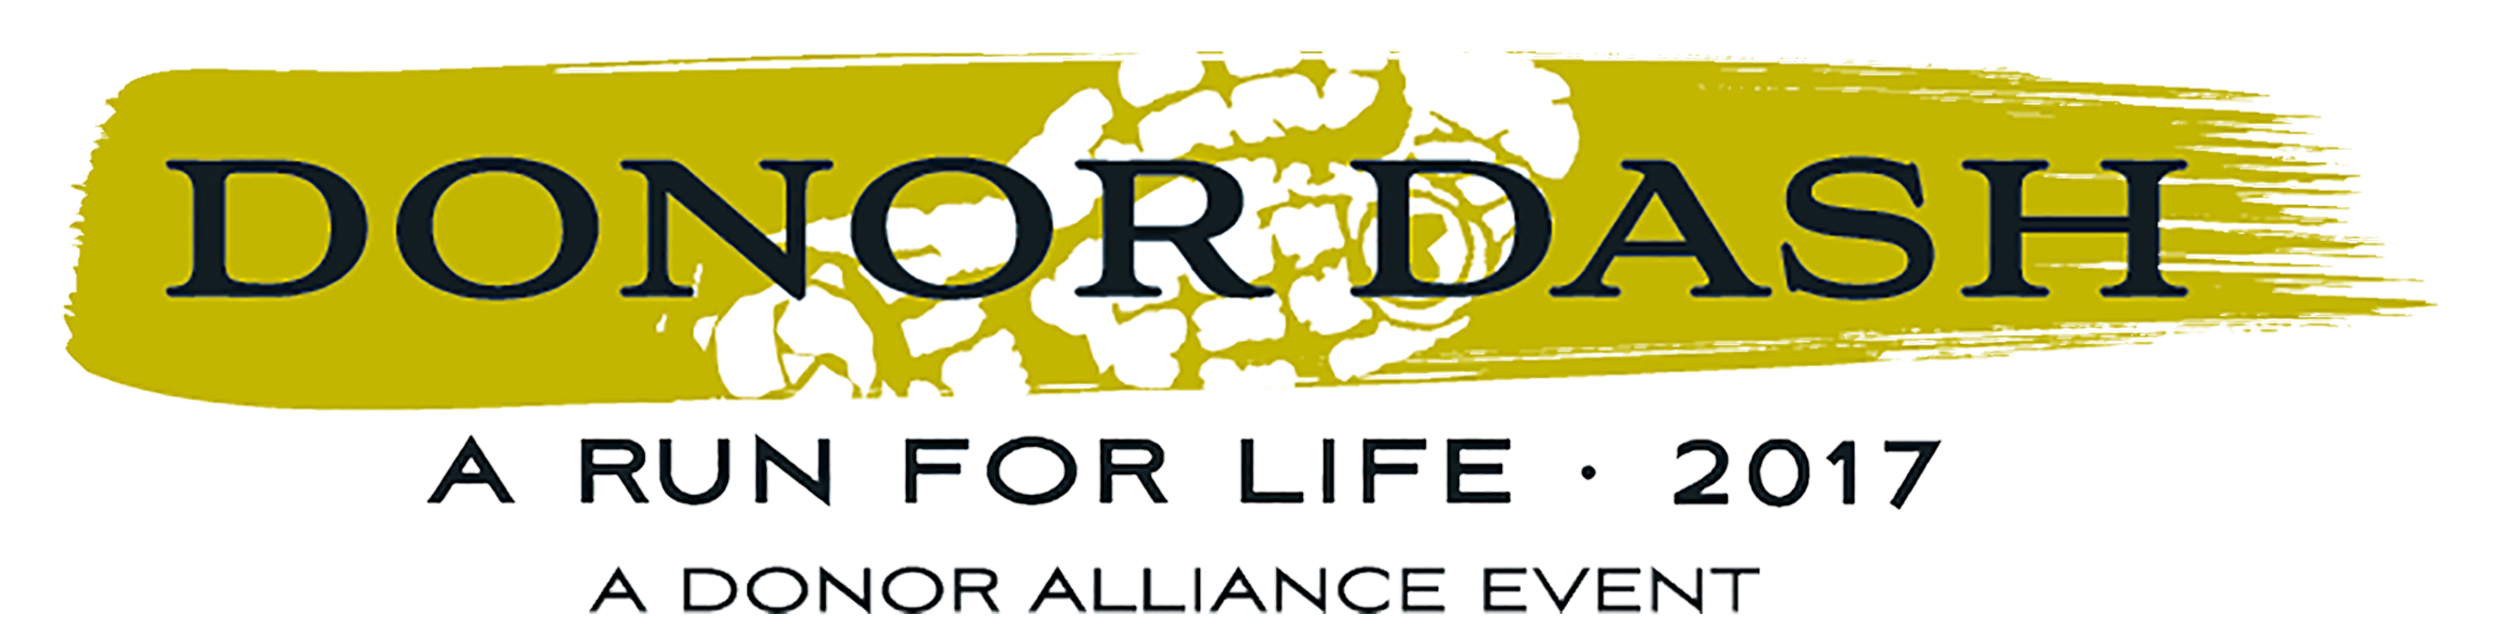 DONOR DASH
A RUN FOR LIFE • 2017
A DONOR ALLIANCE EVENT